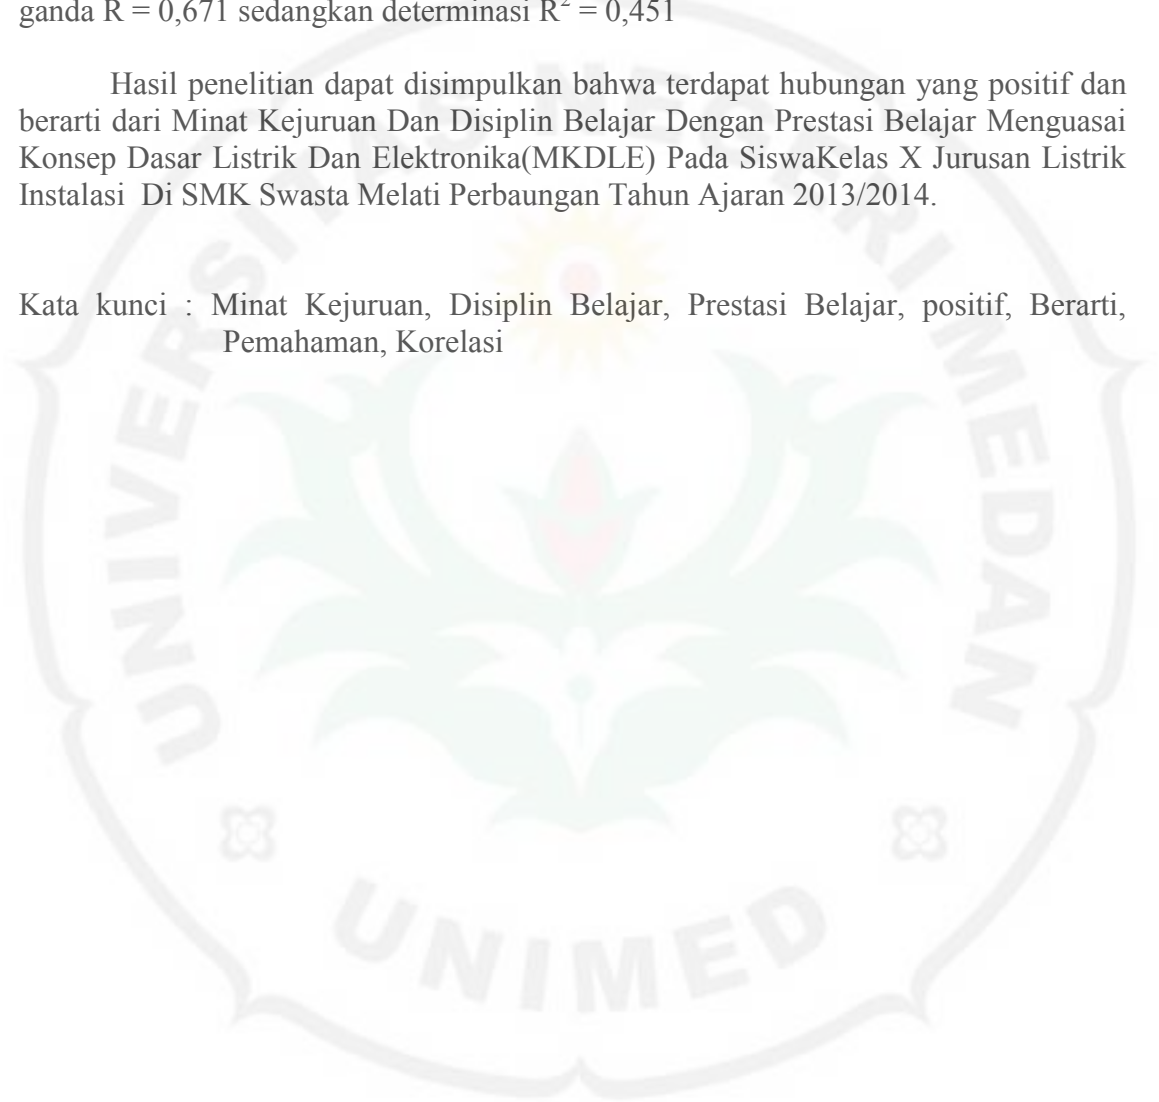 ganda R = 0,671 sedangkan determinasi R² = 0,451
Hasil penelitian dapat disimpulkan bahwa terdapat hubungan yang positif dan
berarti dari Minat Kejuruan Dan Disiplin Belajar Dengan Prestasi Belajar Menguasai
Konsep Dasar Listrik Dan Elektronika(MKDLE) Pada SiswaKelas X Jurusan Listrik
Instalasi Di SMK Swasta Melati Perbaungan Tahun Ajaran 2013/2014.
Kata kunci : Minat Kejuruan, Disiplin Belajar, Prestasi Belajar, positif, Berarti,
Pemahaman, Korelasi
UNIVERSITAS NEGERI MEDAN
UNIMED